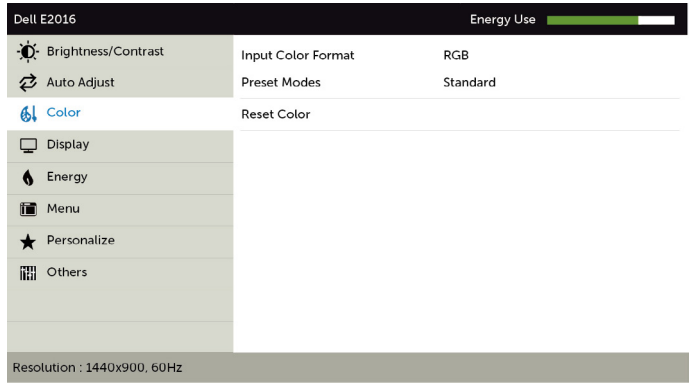 Dell E2016 Energy Use
Brightness/Contrast Input Color Format RGB
Auto Adjust Preset Modes Standard
Color Reset Color
Display
Energy
Menu
Personalize
Others
Resolution : 1440x900, 60Hz